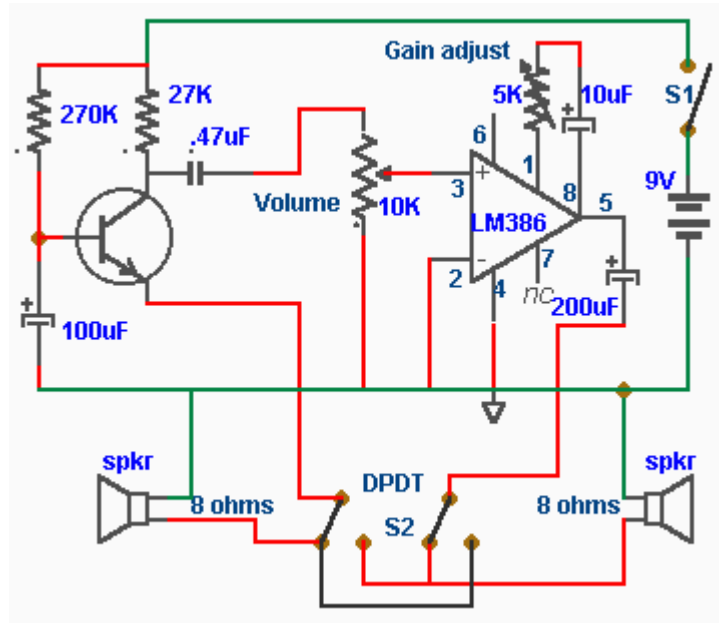 Gain adjust
27K
270K
5K
10uF
S1
.47uF
6
1
9V
3
+
8
5
Volume
10K
LM386
2
-
7
4
nc
+
200uF
+
100uF
+
spkr
DPDT
spkr
8 ohms
S2
8 ohms